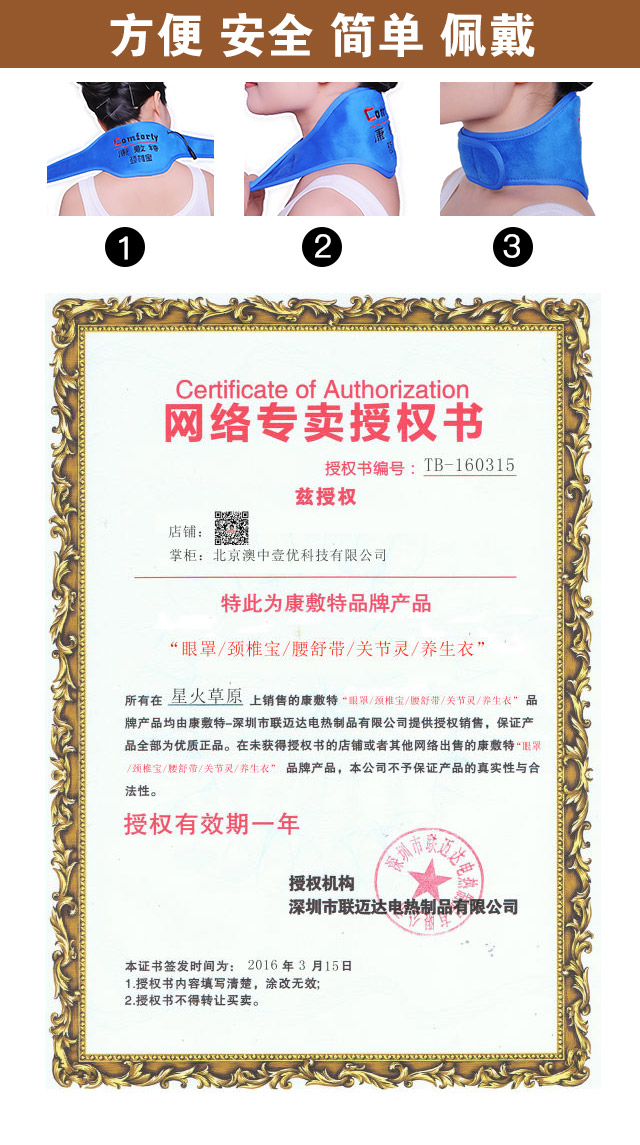 方便 安全 简单 佩戴
Comforty
康敷特
颈椎宝
Com
康
颈
1
2
3
Certificate of Authorization
网络专卖授权书
授权书编号：TB-160315
兹授权
店铺：
掌柜：北京澳中壹优科技有限公司
特此为康敷特品牌产品
“眼罩/颈椎宝/腰舒带/关节灵/养生衣”
所有在 星火草原 上销售的康敷特“眼罩/颈椎宝/腰舒带/关节灵/养生衣”品
牌产品均由康敷特–深圳市联迈达电热制品有限公司提供授权销售，保证产
品全部为优质正品。在未获得授权书的店铺或者其他网络出售的康敷特“眼罩
/颈椎宝/腰舒带/关节灵/养生衣” 品牌产品，本公司不予保证产品的真实性与合
法性。
授权有效期一年
深圳市联迈达电热制品有限公司
授权机构
深圳市联迈达电热制品有限公司
本证书签发时间为： 2016 年 3 月 15日
1.授权书内容填写清楚，涂改无效;
2.授权书不得转让买卖。